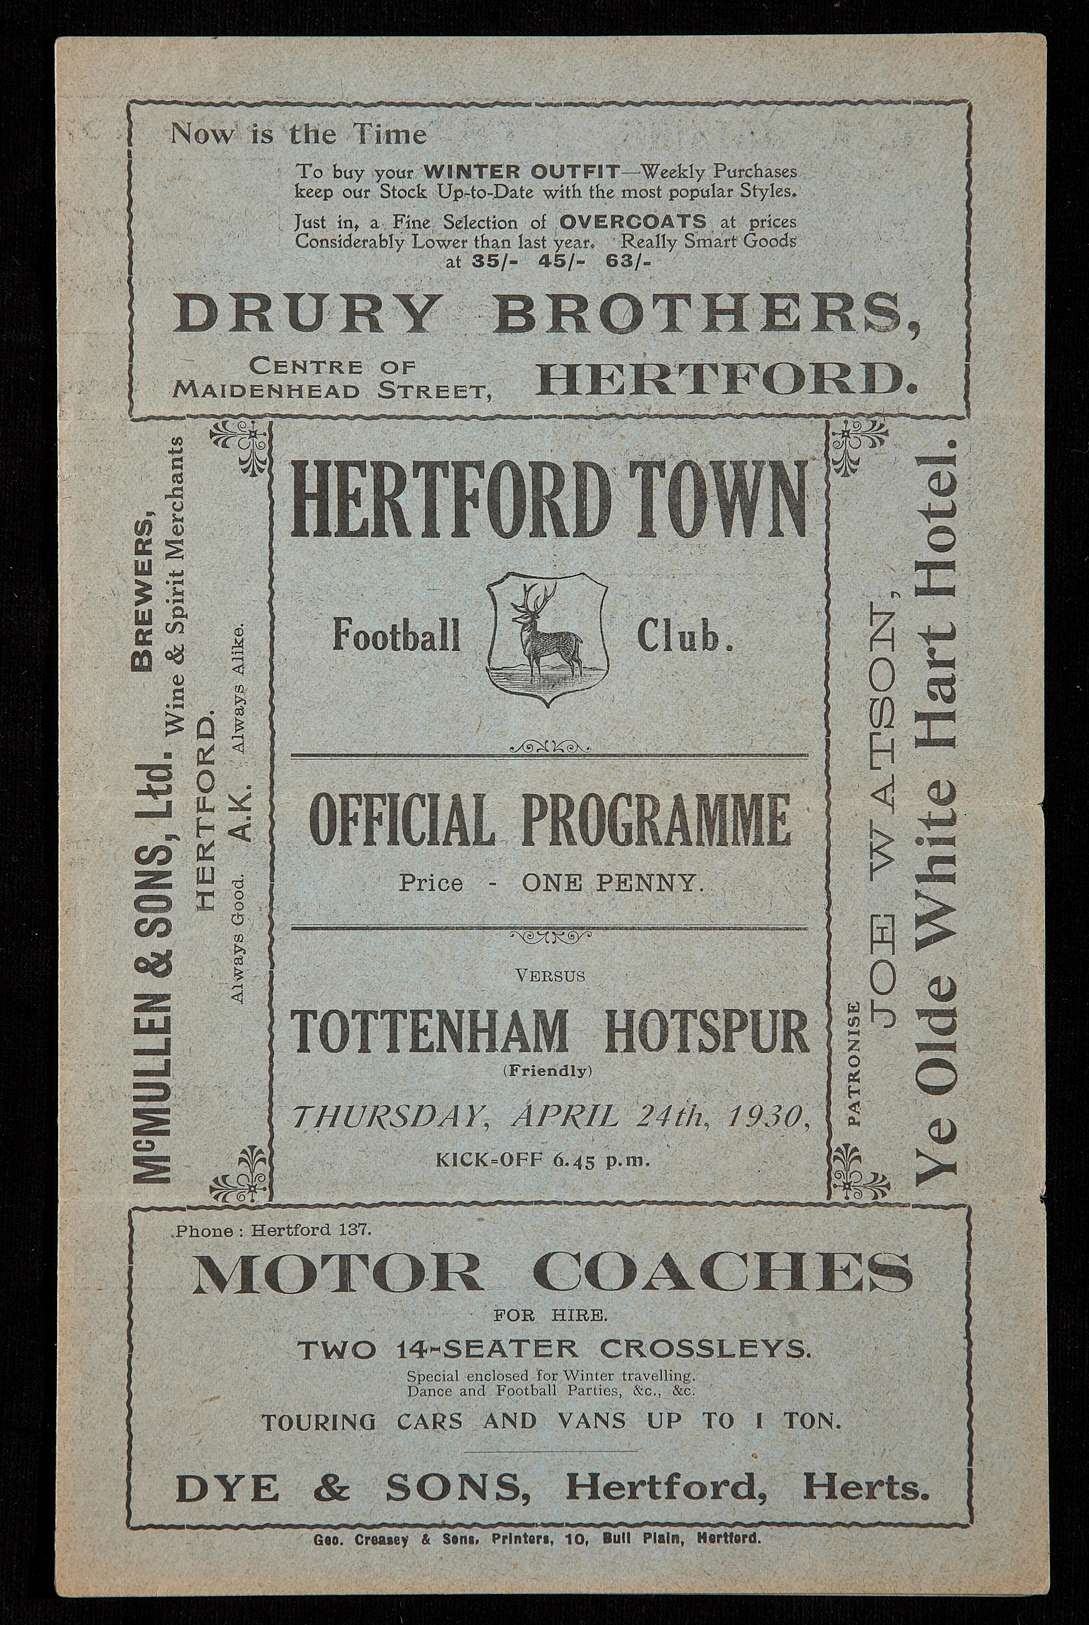 Now is the Time
To buy your WINTER OUTFIT—Weekly Purchases
keep our Stock Up-to-Date with the most popular Styles.
Just in, a Fine Selection of OVERCOATS at prices
Considerably Lower than last year. Really Smart Goods
at 35/- 45/- 63/-
DRURY BROTHERS,
CENTRE OF
MAIDENHEAD STREET, HERTFORD.
McMULLEN & SONS, Ltd. BREWERS,
Wine & Spirit Merchants
HERTFORD.
Always Good. A.K. Always Alike.
HERTFORD TOWN
Football Club.
OFFICIAL PROGRAMME
Price - ONE PENNY.
VERSUS
TOTTENHAM HOTSPUR
(Friendly)
THURSDAY, APRIL 24th, 1930,
KICK=OFF 6.45 p.m.
PATRONISE
JOE WATSON,
Ye Olde White Hart Hotel.
Phone : Hertford 137.
MOTOR COACHES
FOR HIRE.
TWO 14-SEATER CROSSLEYS.
Special enclosed for Winter travelling.
Dance and Football Parties, &c., &c.
TOURING CARS AND VANS UP TO 1 TON.
DYE & SONS, Hertford, Herts.
Geo. Creasey & Sons, Printers, 10, Bull Plain, Hertford.